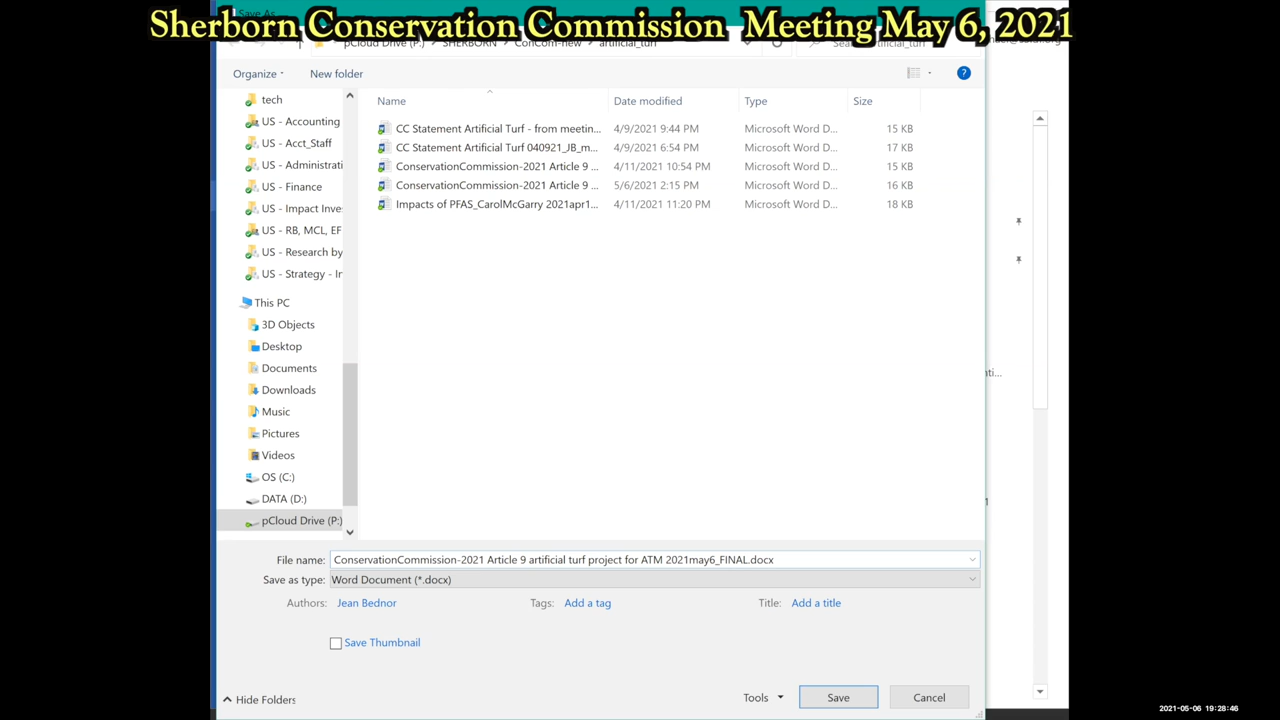 Sherborn Conservation Commission Meeting May 6, 2021
pCloud Drive (P:) > SHERBORN > ConCom-new > artificial_turf
Organize New folder
Name Date modified Type Size
tech
US - Accounting
US - Acct_Staff
US - Administrati
US - Finance
US - Impact Inve
US - RB, MCL, EF
US - Research by
US - Strategy - Ir
This PC
3D Objects
Desktop
Documents
Downloads
Music
Pictures
Videos
OS (C:)
DATA (D:)
pCloud Drive (P:)
CC Statement Artificial Turf - from meetin... 4/9/2021 9:44 PM Microsoft Word D... 15 KB
CC Statement Artificial Turf 040921_JB_m... 4/9/2021 6:54 PM Microsoft Word D... 17 KB
ConservationCommission-2021 Article 9 ... 4/11/2021 10:54 PM Microsoft Word D... 15 KB
ConservationCommission-2021 Article 9 ... 5/6/2021 2:15 PM Microsoft Word D... 16 KB
Impacts of PFAS_CarolMcGarry 2021apr1... 4/11/2021 11:20 PM Microsoft Word D... 18 KB
File name: ConservationCommission-2021 Article 9 artificial turf project for ATM 2021may6_FINAL.docx
Save as type: Word Document (*.docx)
Authors: Jean Bednor Tags: Add a tag Title: Add a title
Save Thumbnail
Hide Folders Tools Save Cancel
2021-05-06 19:28:46